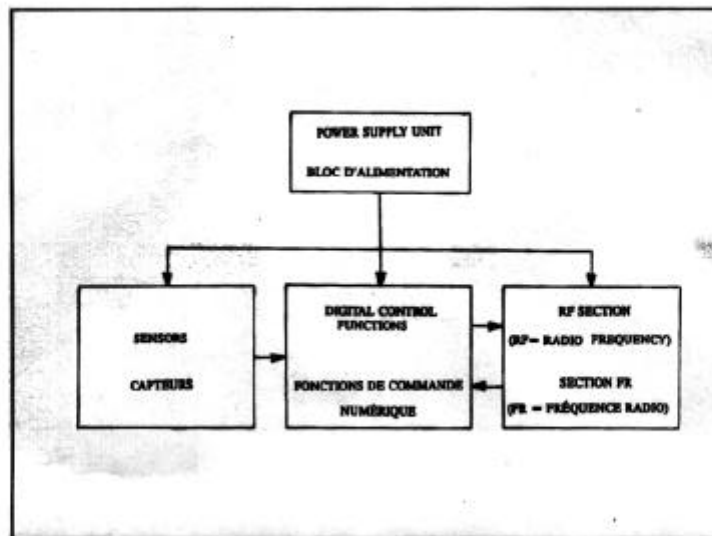 POWER SUPPLY UNIT
BLOC D'ALIMENTATION
SENSORS
CAPTEURS
DIGITAL CONTROL
FUNCTIONS
FONCTIONS DE COMMANDE
NUMÉRIQUE
RF SECTION
(RF – RADIO FREQUENCY)
SECTION FR
(FR – FRÉQUENCE RADIO)